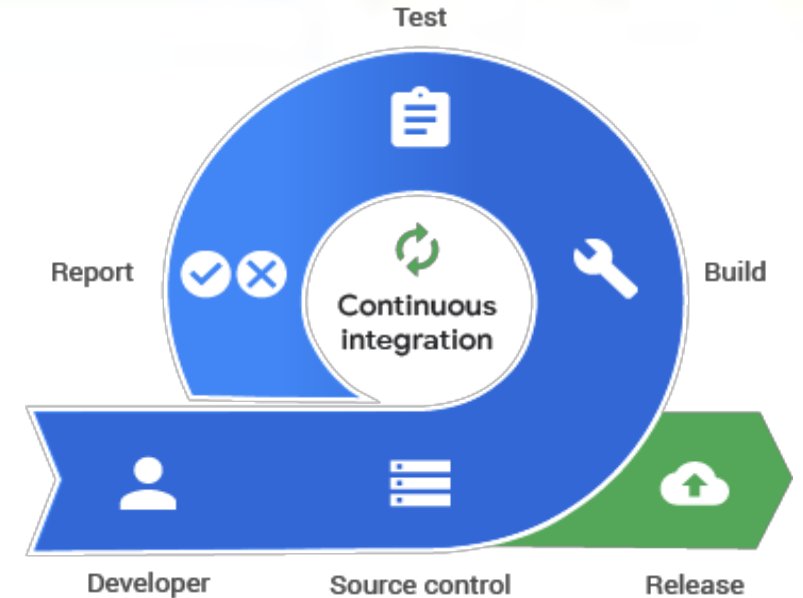 Test
Report
Continuous
integration
Build
Developer
Source control
Release